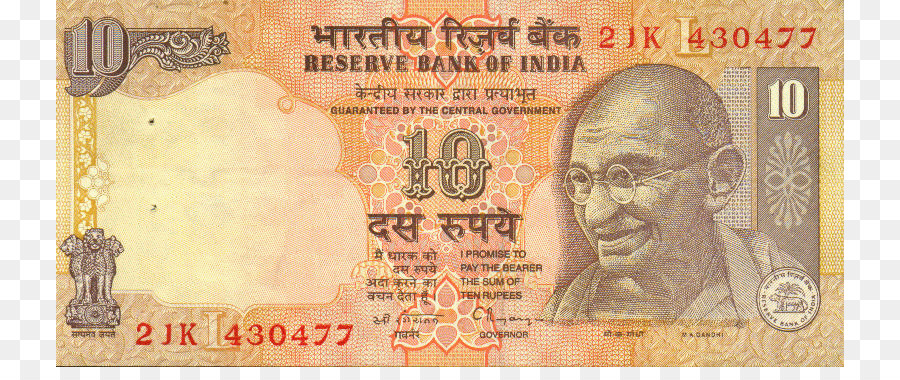 10
भारतीय रिज़र्व बैंक
2JK L 430477
RESERVE BANK OF INDIA
केन्द्रीय सरकार द्वारा प्रत्याभूत
GUARANTEED BY THE CENTRAL GOVERNMENT
10
10
दस रुपये
मैं धारक को
दस रुपये
अदा करने का
वचन देता हूँ
I PROMISE TO
PAY THE BEARER
THE SUM OF
TEN RUPEES
गवर्नर
GOVERNOR
मो॰क॰गांधी
M.K.GANDHI
सत्यमेव जयते
भारतीय रिज़र्व बैंक
RESERVE BANK OF INDIA
2JK L 430477